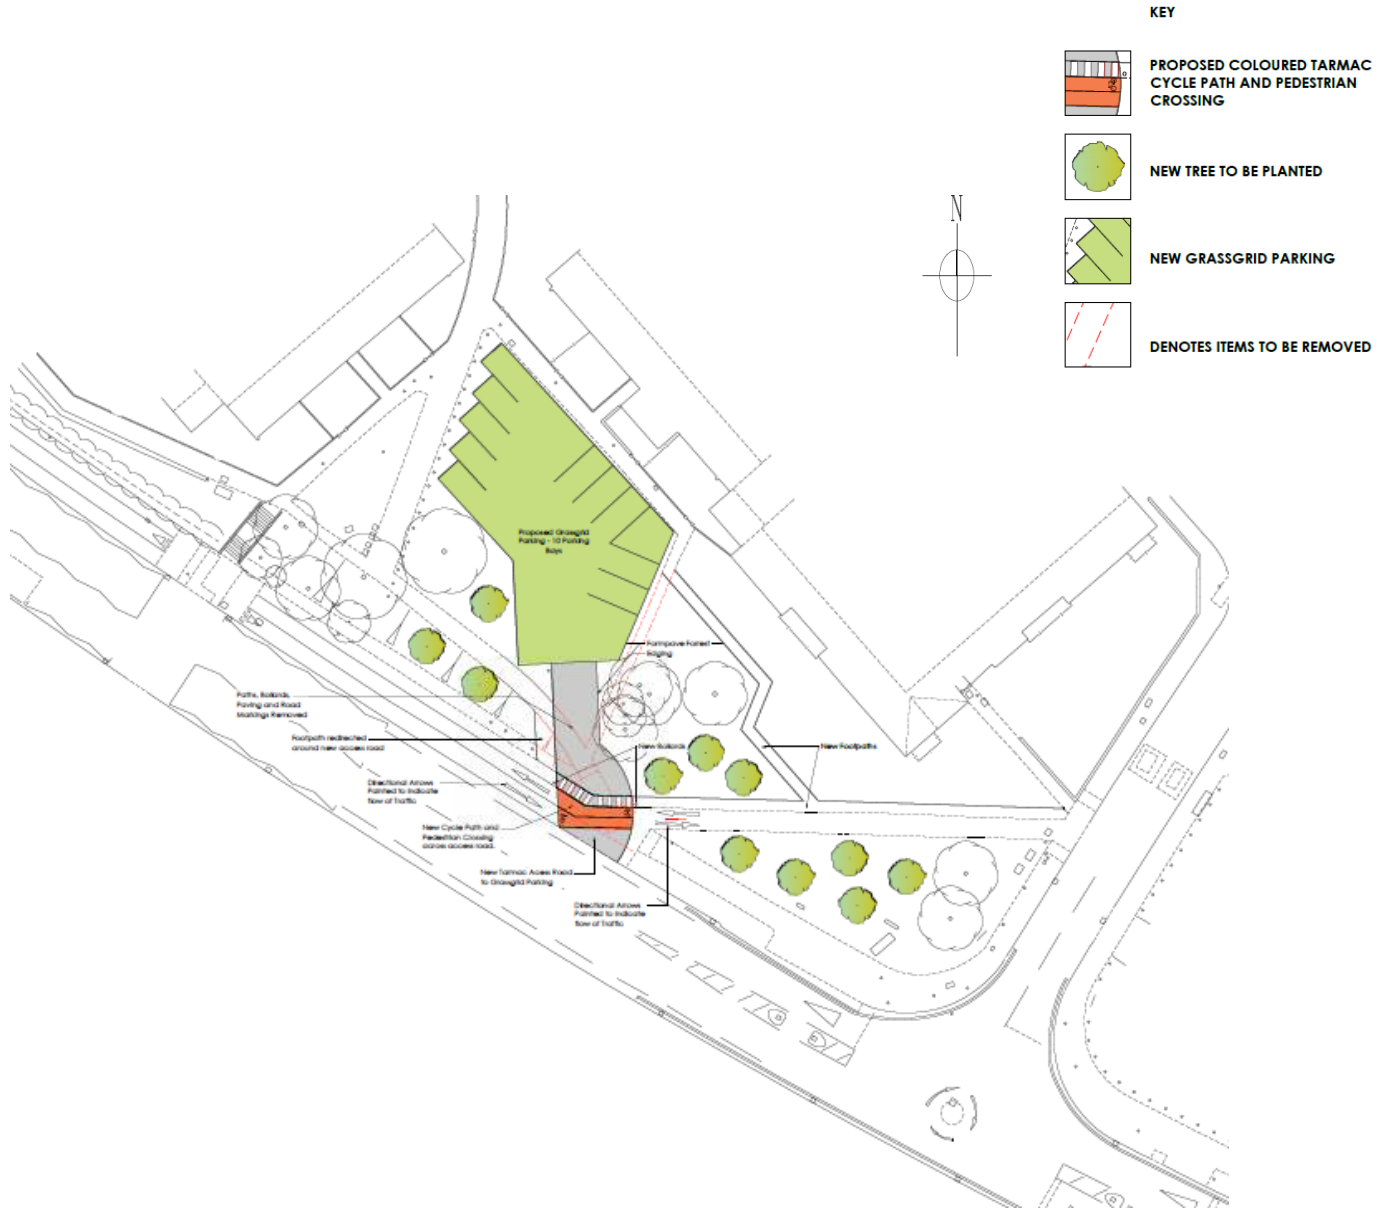 KEY
PROPOSED COLOURED TARMAC
CYCLE PATH AND PEDESTRIAN
CROSSING
NEW TREE TO BE PLANTED
NEW GRASSGRID PARKING
DENOTES ITEMS TO BE REMOVED
N
Proposed Grassgrid
Parking - 10 Parking
Bays
Formpave Forrest
Edging
Paths, Bollards,
Paving and Road
Markings Removed
Footpath redirected
around new access road
New Bollards
New Footpaths
Directional Arrows
Painted to Indicate
flow of Traffic
New Cycle Path and
Pedestrian Crossing
across access road.
New Tarmac Acess Road
to Grassgrid Parking
Directional Arrows
Painted to Indicate
flow of Traffic